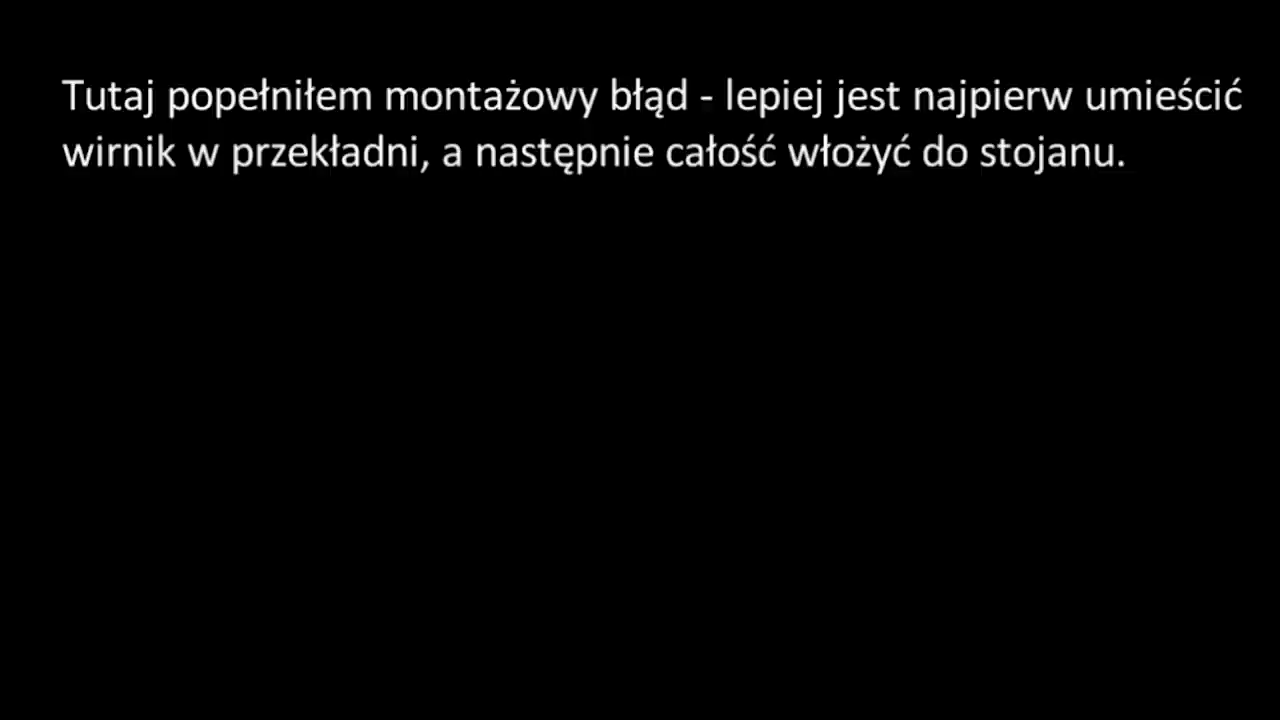 Tutaj popełniłem montażowy błąd - lepiej jest najpierw umieścić
wirnik w przekładni, a następnie całość włożyć do stojanu.